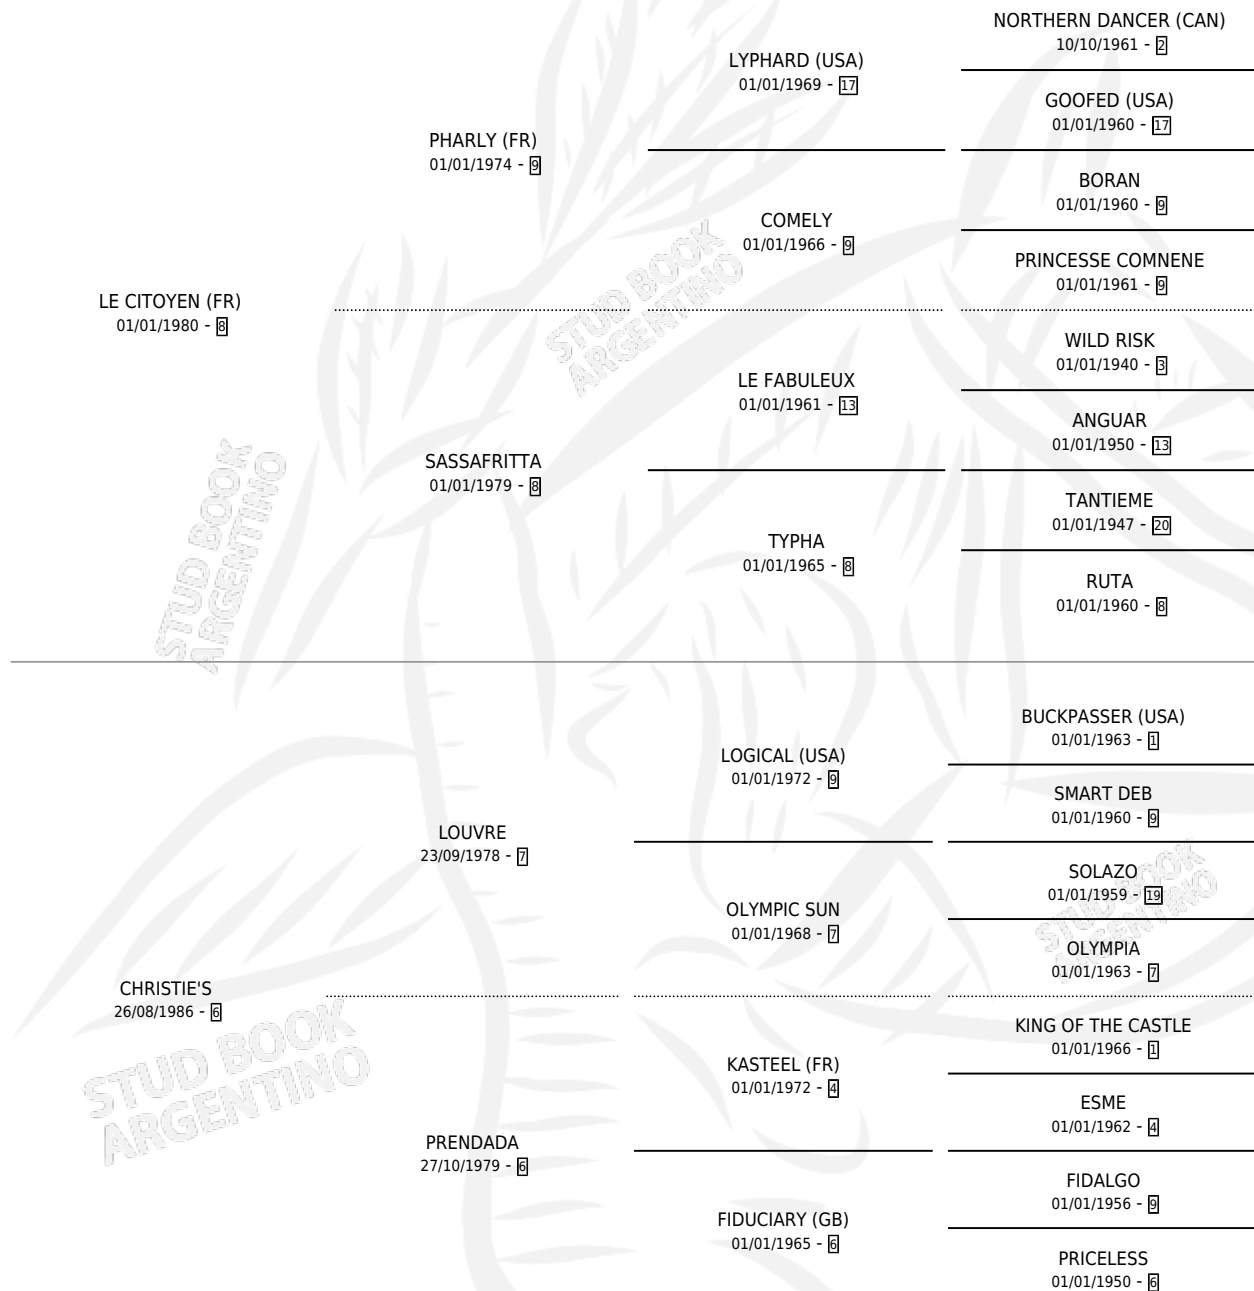 NORTHERN DANCER (CAN)
10/10/1961 - 2
LYPHARD (USA)
01/01/1969 - 17
GOOFED (USA)
01/01/1960 - 17
PHARLY (FR)
01/01/1974 - 9
BORAN
01/01/1960 - 9
COMELY
01/01/1966 - 9
PRINCESSE COMNENE
01/01/1961 - 9
LE CITOYEN (FR)
01/01/1980 - 8
WILD RISK
01/01/1940 - 3
LE FABULEUX
01/01/1961 - 13
ANGUAR
01/01/1950 - 13
SASSAFRITTA
01/01/1979 - 8
TANTIEME
01/01/1947 - 20
TYPHA
01/01/1965 - 8
RUTA
01/01/1960 - 8
BUCKPASSER (USA)
01/01/1963 - 1
LOGICAL (USA)
01/01/1972 - 9
SMART DEB
01/01/1960 - 9
LOUVRE
23/09/1978 - 7
SOLAZO
01/01/1959 - 19
OLYMPIC SUN
01/01/1968 - 7
OLYMPIA
01/01/1963 - 7
CHRISTIE'S
26/08/1986 - 6
KING OF THE CASTLE
01/01/1966 - 1
KASTEEL (FR)
01/01/1972 - 4
ESME
01/01/1962 - 4
PRENDADA
27/10/1979 - 6
FIDALGO
01/01/1956 - 9
FIDUCIARY (GB)
01/01/1965 - 6
PRICELESS
01/01/1950 - 6
STUD BOOK
ARGENTINO
STUD BOOK
ARGENTINO
STUD BOOK
ARGENTINO
STUD BOOK
ARGENTINO